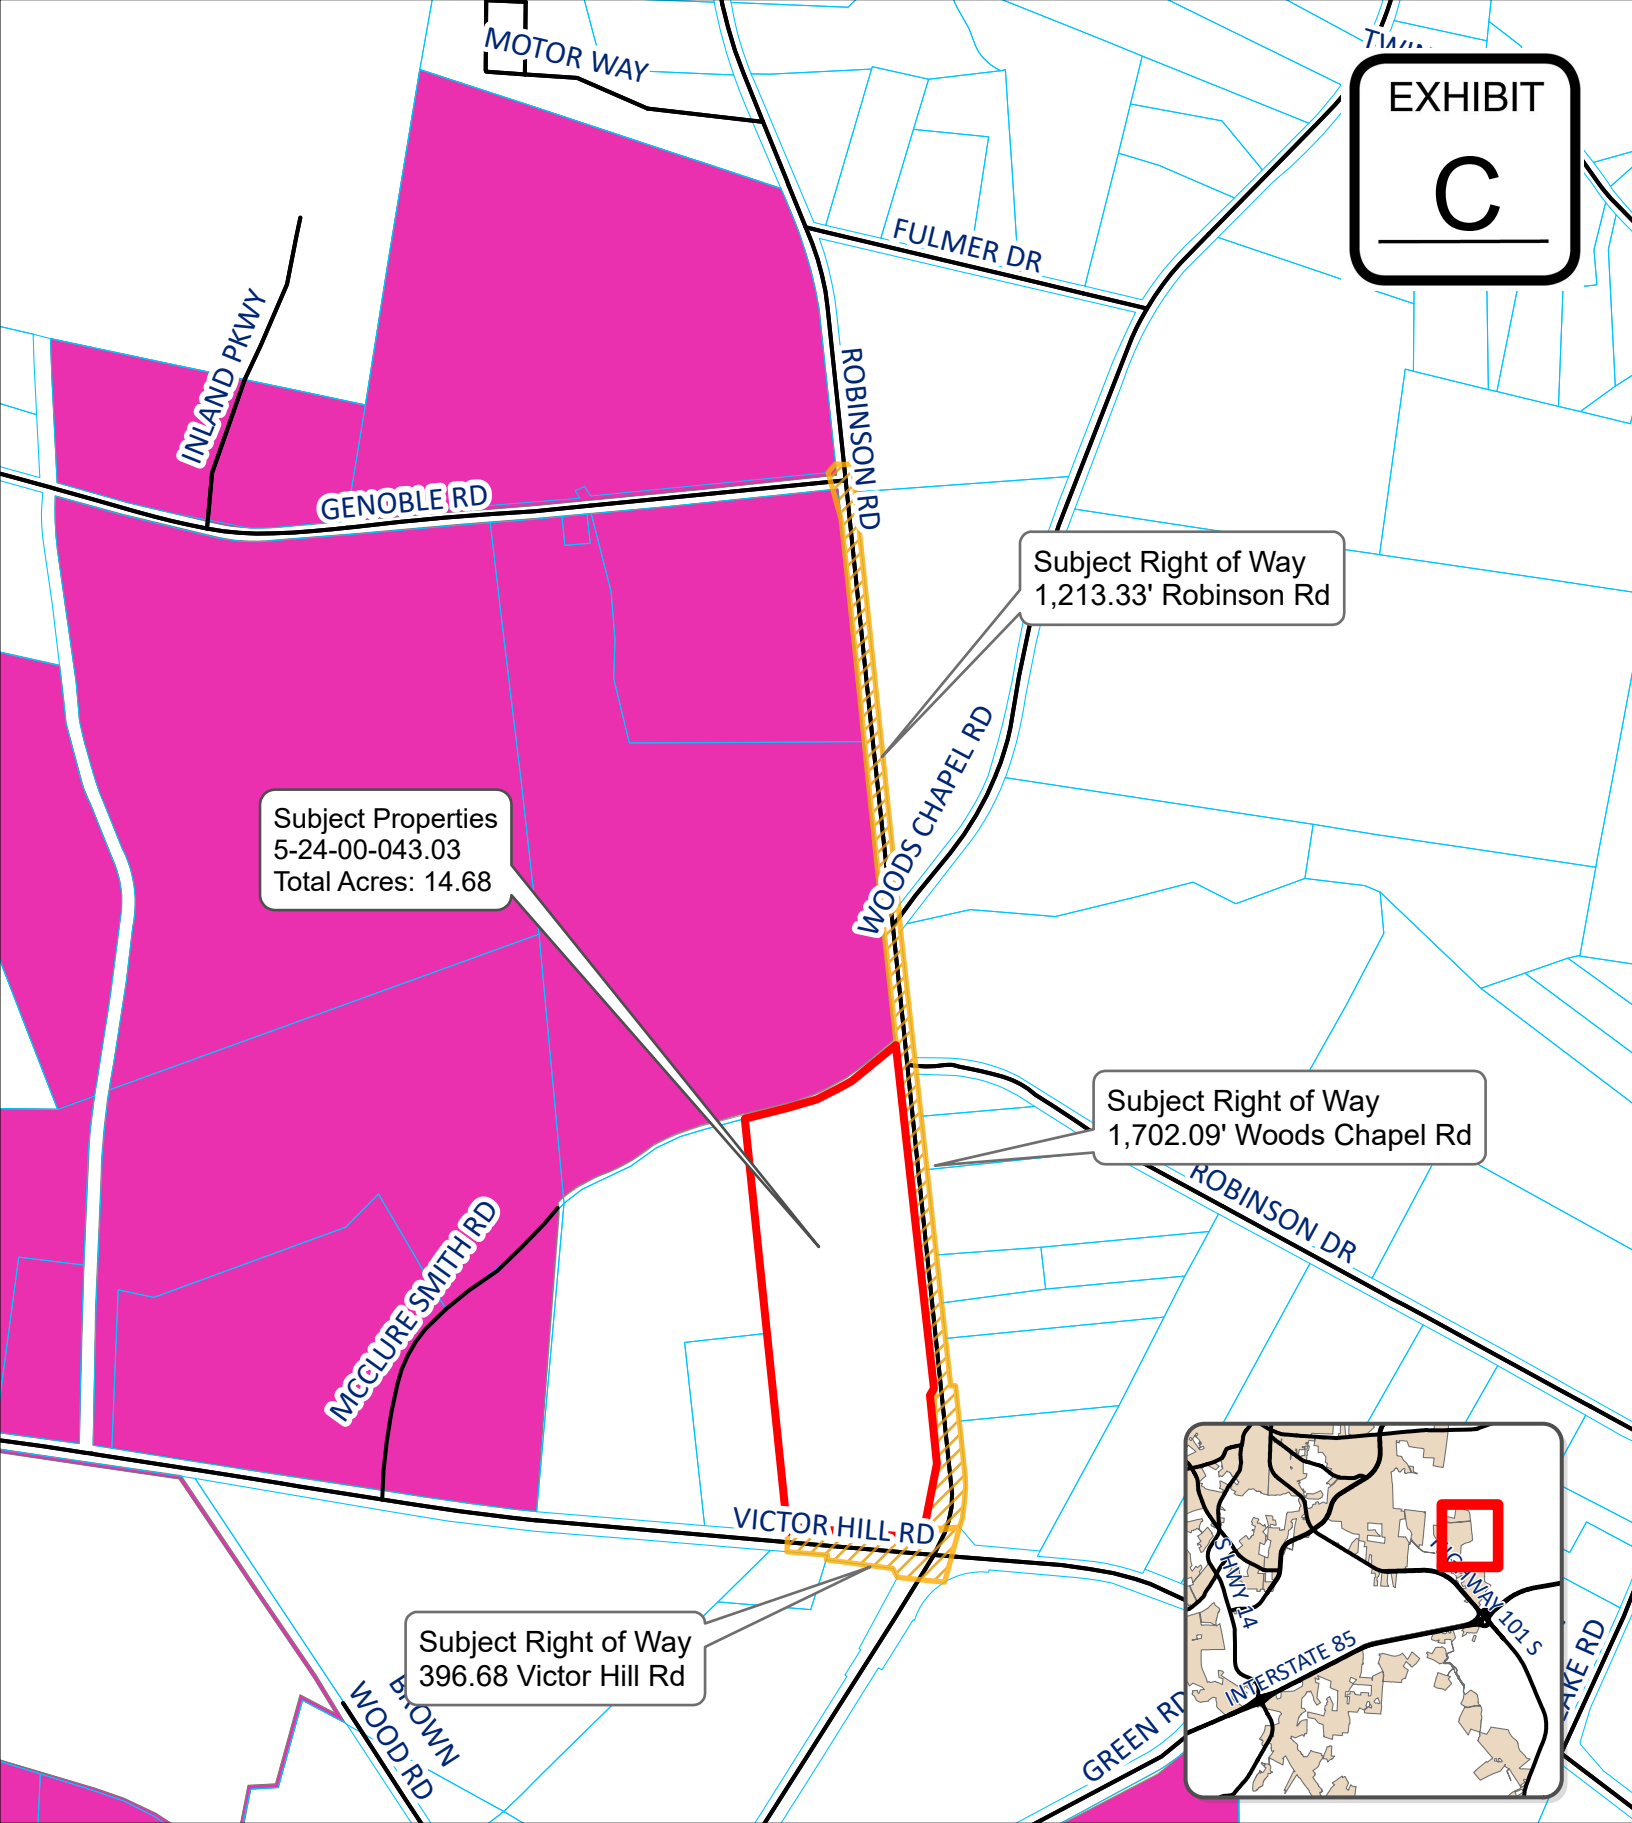 MOTOR WAY
EXHIBIT
C
FULMER DR
INLAND PKWY
ROBINSON RD
GENOBLE RD
Subject Right of Way
1,213.33' Robinson Rd
WOODS CHAPEL RD
Subject Properties
5-24-00-043.03
Total Acres: 14.68
Subject Right of Way
1,702.09' Woods Chapel Rd
ROBINSON DR
MCCLURE SMITH RD
VICTOR HILL RD
Subject Right of Way
396.68 Victor Hill Rd
BROWN
WOOD RD
GREEN RD
S HWY 14
HIGHWAY 101 S
INTERSTATE 85